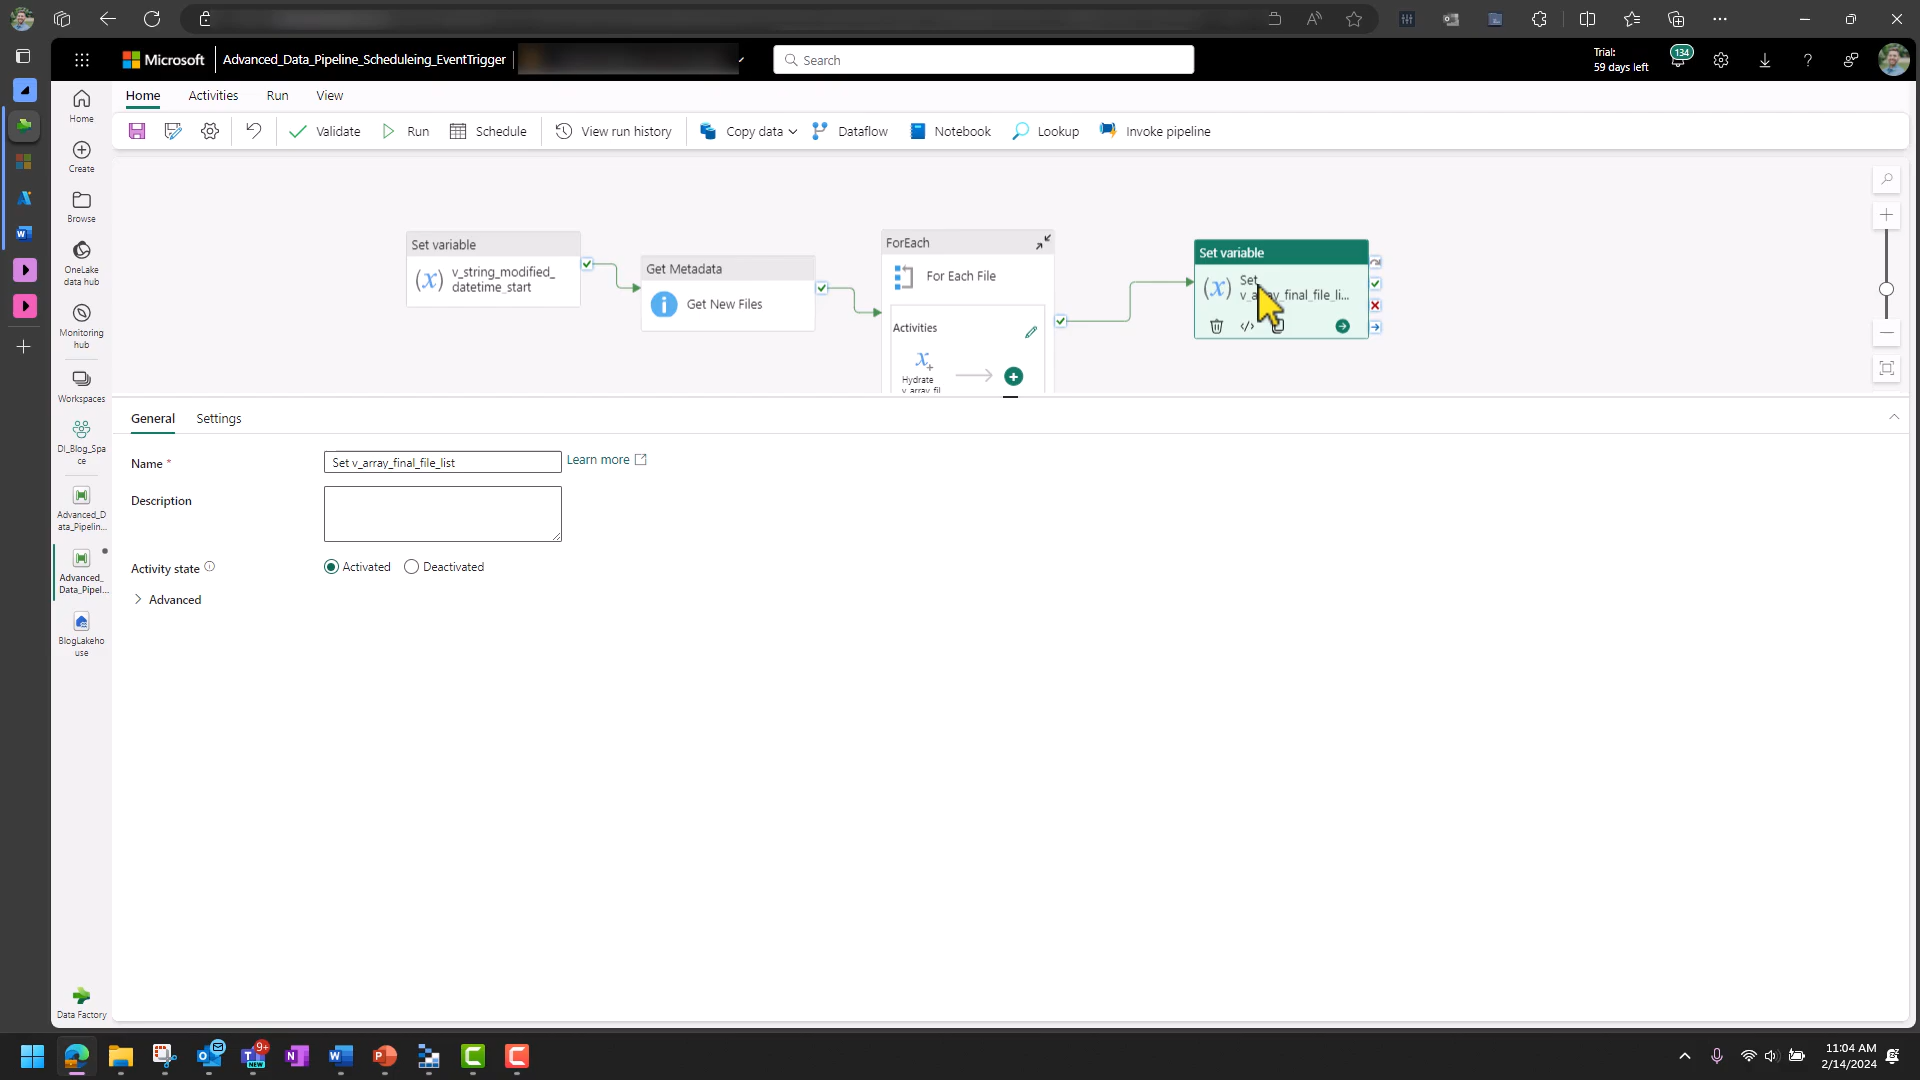 Microsoft
Advanced_Data_Pipeline_Scheduleing_EventTrigger
Search
Trial:
59 days left
134
Home
Activities
Run
View
Validate
Run
Schedule
View run history
Copy data
Dataflow
Notebook
Lookup
Invoke pipeline
Home
Create
Browse
OneLake
data hub
Monitoring
hub
Workspaces
DI_Blog_Spa
ce
Advanced_D
ata_Pipelin...
Advanced_
Data_Pipel...
BlogLakeho
use
Data Factory
Set variable
(x)
v_string_modified_
datetime_start
Get Metadata
Get New Files
ForEach
For Each File
Activities
Hydrate
v_array_fil
Set variable
(x)
Set
General
Settings
Name *
Set v_array_final_file_list
Learn more
Description
Activity state
Activated
Deactivated
Advanced
9+
NEW
11:04 AM
2/14/2024